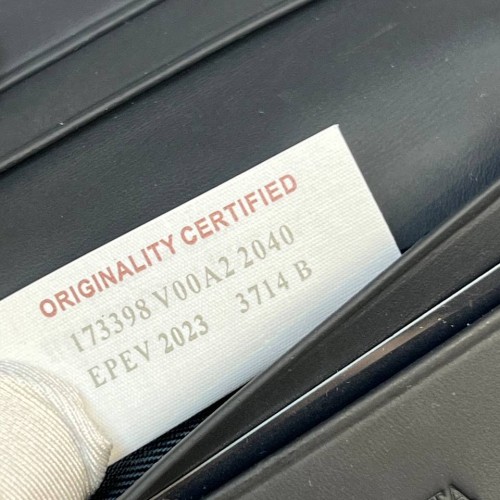 ORIGINALITY CERTIFIED
173398 V00A2 2040
EPEV 2023 3714 B